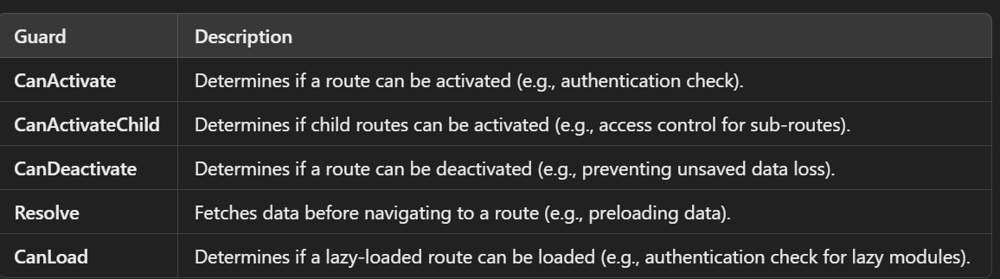 Guard Description
CanActivate Determines if a route can be activated (e.g., authentication check).
CanActivateChild Determines if child routes can be activated (e.g., access control for sub-routes).
CanDeactivate Determines if a route can be deactivated (e.g., preventing unsaved data loss).
Resolve Fetches data before navigating to a route (e.g., preloading data).
CanLoad Determines if a lazy-loaded route can be loaded (e.g., authentication check for lazy modules).